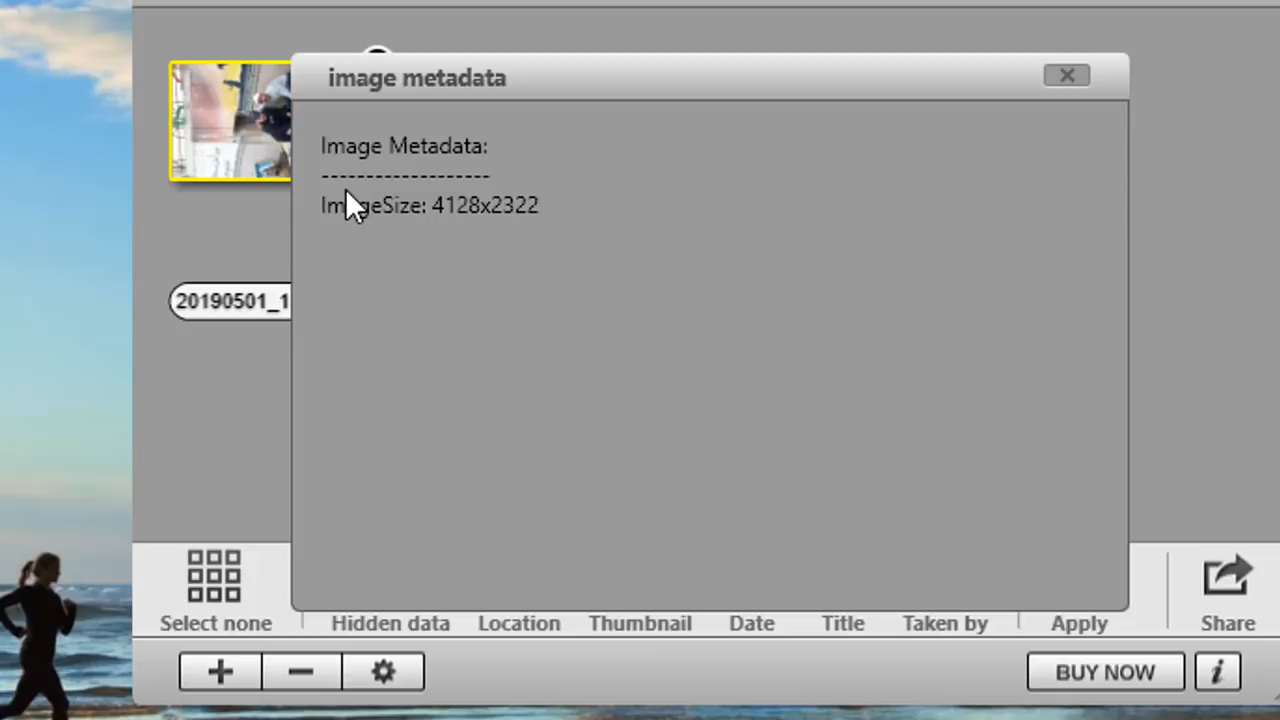 image metadata
Image Metadata:
-------------------
ImageSize: 4128x2322
20190501_1
Select none
Hidden data
Location
Thumbnail
Date
Title
Taken by
Apply
Share
BUY NOW
i